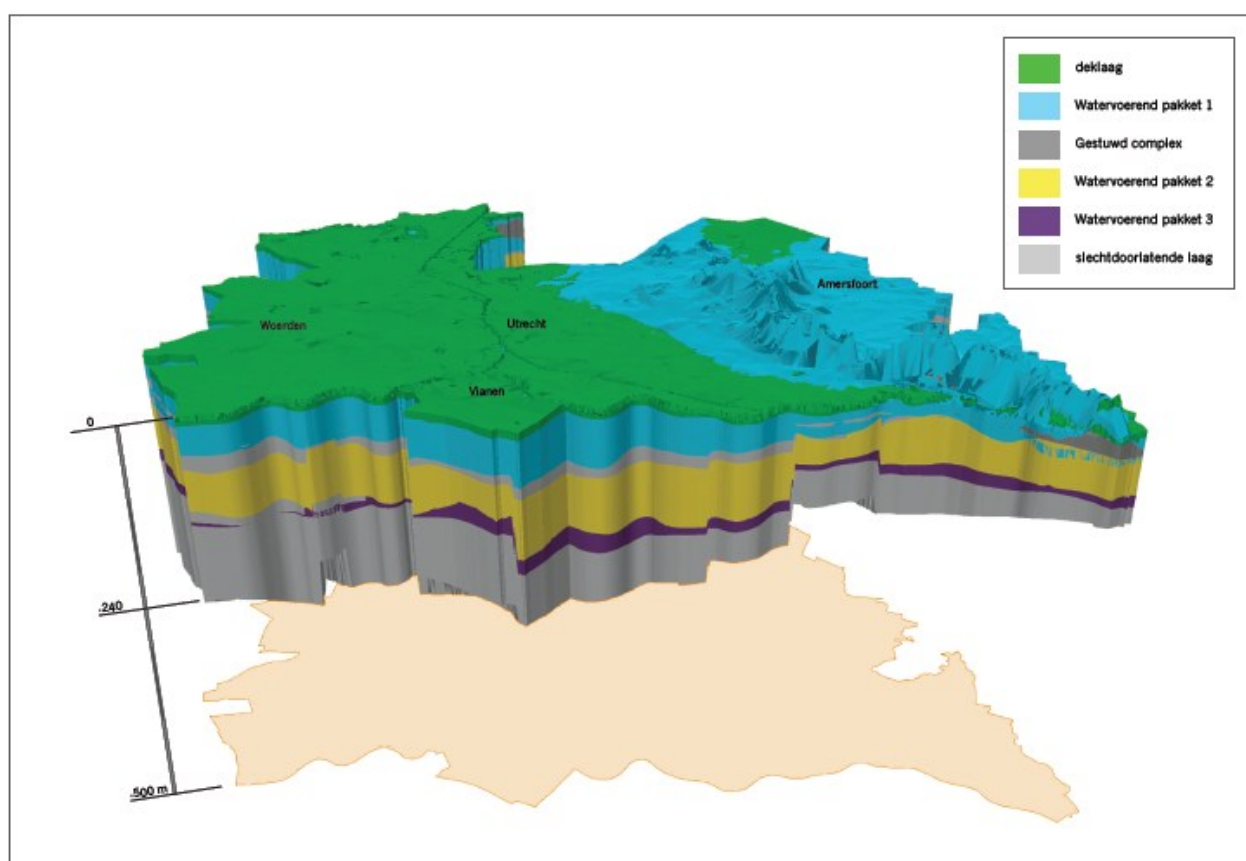 deklaag
Watervoerend pakket 1
Gestuwd complex
Watervoerend pakket 2
Watervoerend pakket 3
slechtdoorlatende laag
Amersfoort
Woerden
Utrecht
Vianen
0
-240
-500 m